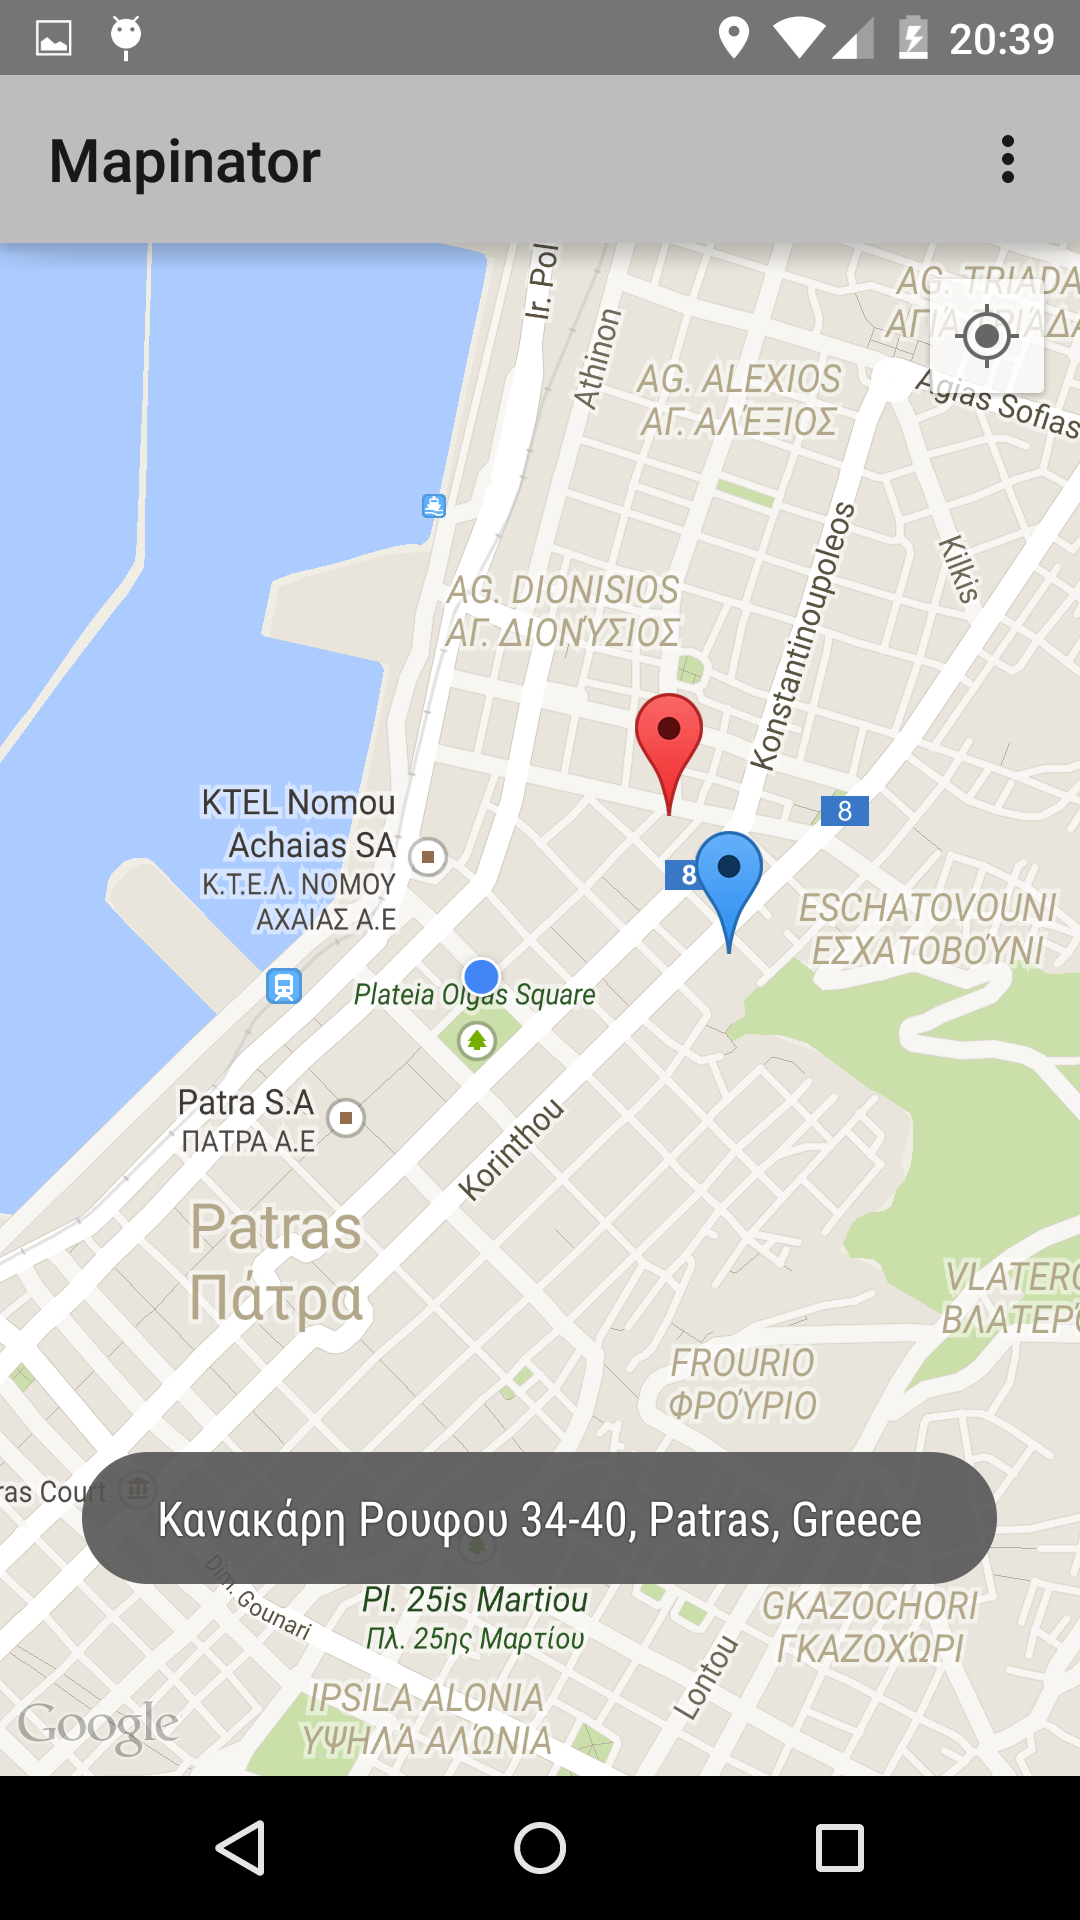 20:39
Mapinator
Ir. Pol
Athinon
AG. TRIADA
AG. ALEXIOS
ΑΓ. ΑΛΈΞΙΟΣ
Agias Sofias
Kilkis
Konstantinoupoleos
AG. DIONISIOS
ΑΓ. ΔΙΟΝΎΣΙΟΣ
KTEL Nomou
Achaias SA
Κ.Τ.Ε.Λ. ΝΟΜΟΥ
ΑΧΑΙΑΣ Α.Ε
8
8
ESCHATOVOUNI
ΕΣΧΑΤΟΒΟΎΝΙ
Plateia Olgas Square
Patra S.A
ΠΑΤΡΑ Α.Ε
Korinthou
Patras
Πάτρα
VLATERO
ΒΛΑΤΕΡΌ
FROURIO
ΦΡΟΎΡΙΟ
ras Court
Κανακάρη Ρουφου 34-40, Patras, Greece
Dim. Gounari
Pl. 25is Martiou
Πλ. 25ης Μαρτίου
GKAZOCHORI
ΓΚΑΖΟΧΏΡΙ
Lontou
IPSILA ALONIA
ΥΨΗΛΆ ΑΛΏΝΙΑ
Google